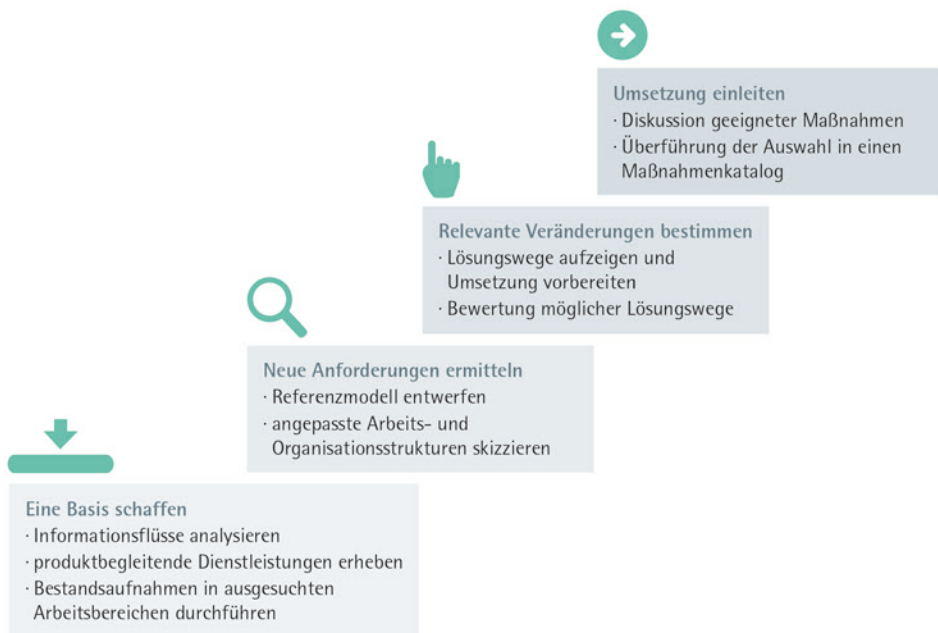 Umsetzung einleiten
· Diskussion geeigneter Maßnahmen
· Überführung der Auswahl in einen
Maßnahmenkatalog
Relevante Veränderungen bestimmen
· Lösungswege aufzeigen und
Umsetzung vorbereiten
· Bewertung möglicher Lösungswege
Neue Anforderungen ermitteln
· Referenzmodell entwerfen
· angepasste Arbeits- und
Organisationsstrukturen skizzieren
Eine Basis schaffen
· Informationsflüsse analysieren
· produktbegleitende Dienstleistungen erheben
· Bestandsaufnahmen in ausgesuchten
Arbeitsbereichen durchführen